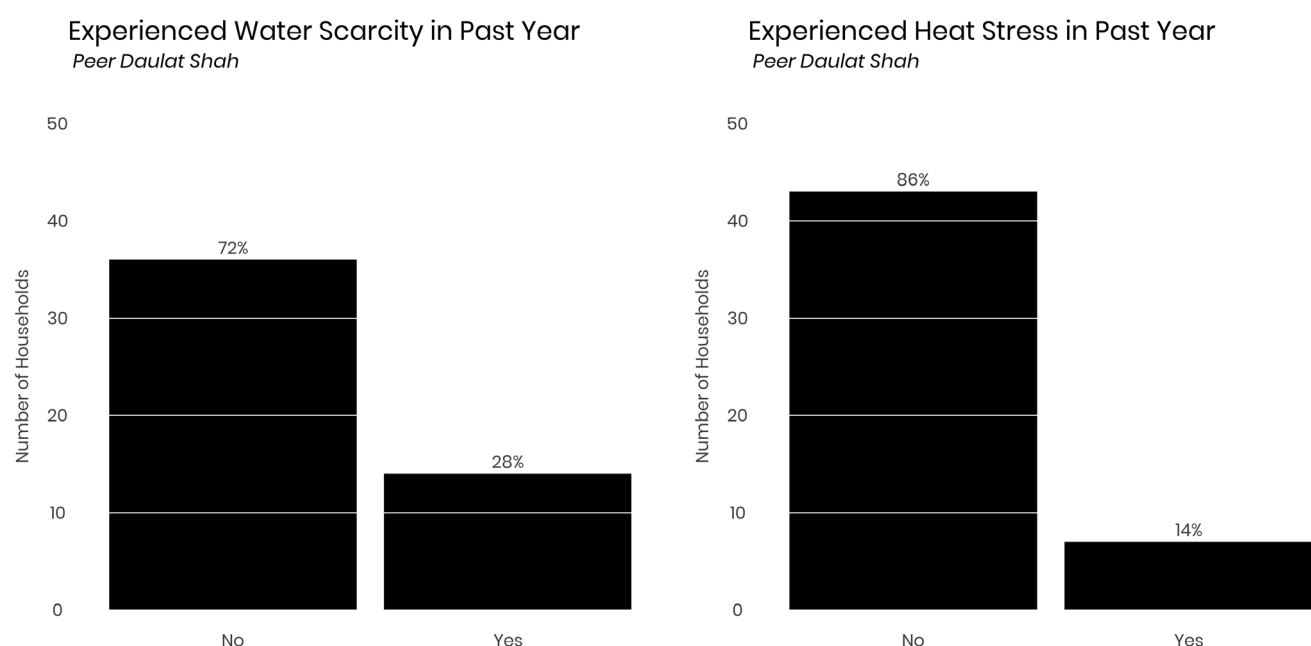 Experienced Water Scarcity in Past Year
Peer Daulat Shah
50
40
30
20
10
0
Number of Households
72%
28%
No
Yes
Experienced Heat Stress in Past Year
Peer Daulat Shah
50
40
30
20
10
0
Number of Households
86%
14%
No
Yes